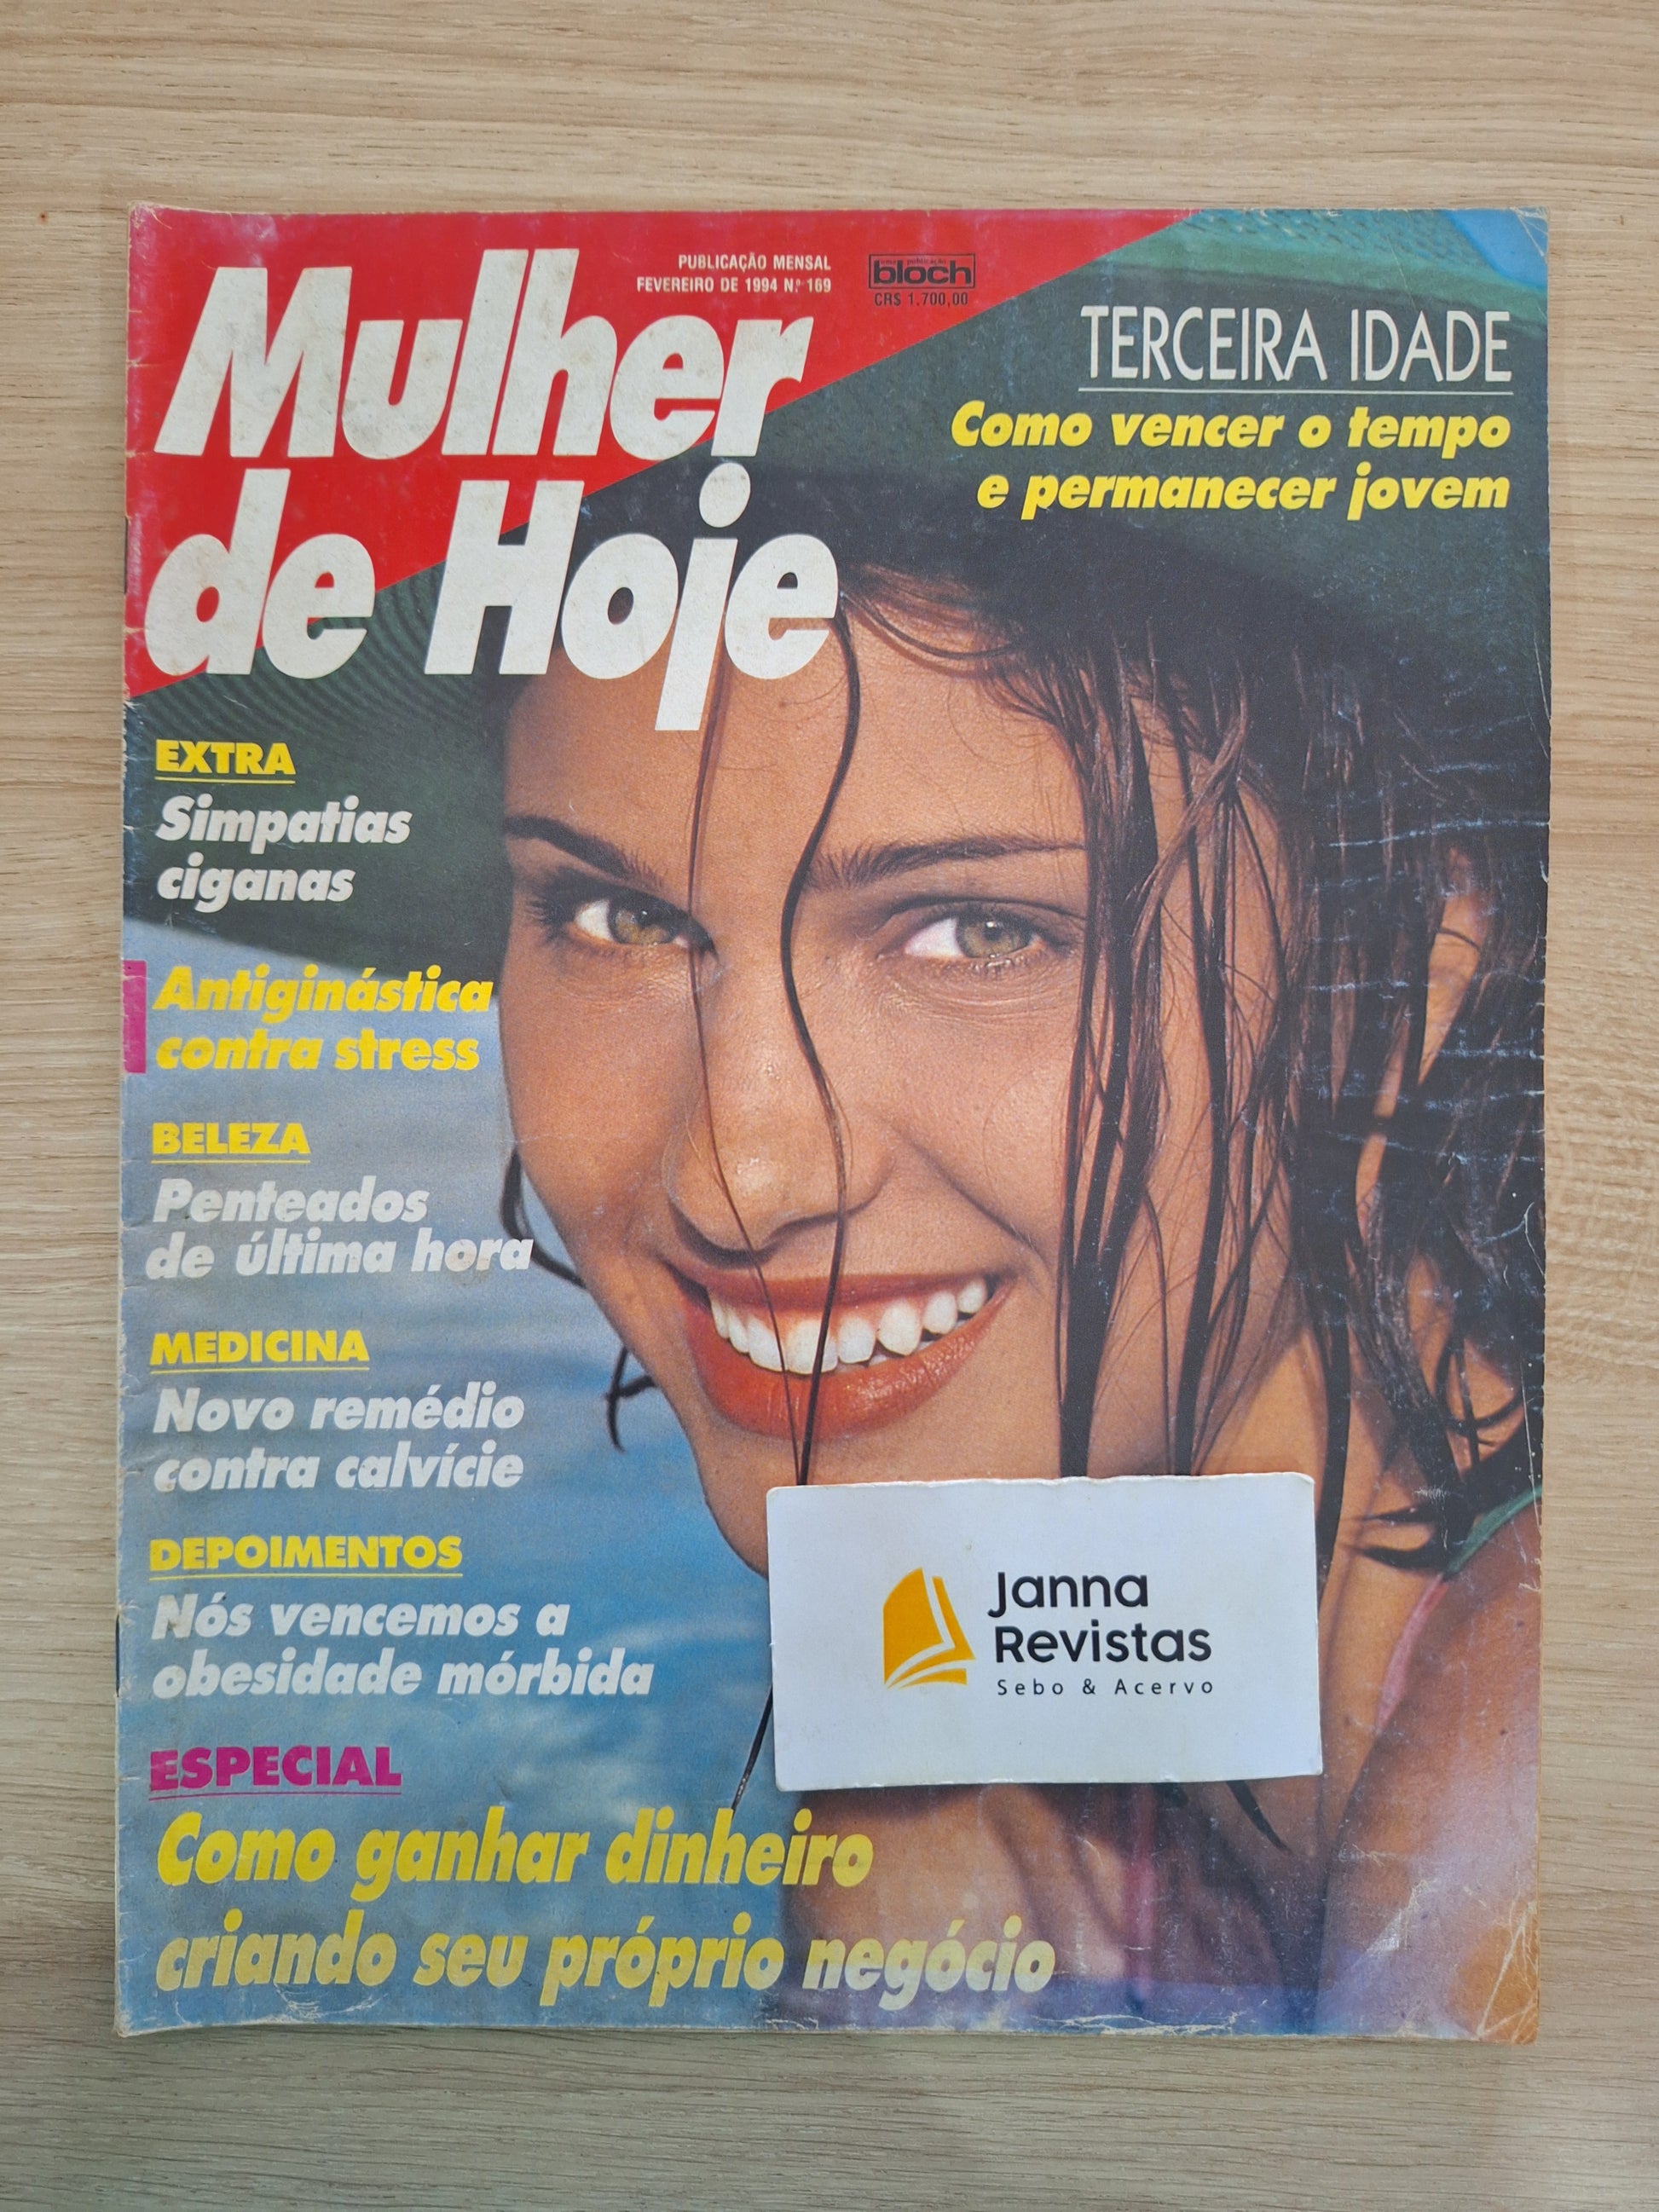 PUBLICAÇÃO MENSAL
FEVEREIRO DE 1994 N.º 169
uma publicação
bloch
CR$ 1.700,00
Mulher
de Hoje
TERCEIRA IDADE
Como vencer o tempo
e permanecer jovem
EXTRA
Simpatias
ciganas
Antiginástica
contra stress
BELEZA
Penteados
de última hora
MEDICINA
Novo remédio
contra calvície
DEPOIMENTOS
Nós vencemos a
obesidade mórbida
ESPECIAL
Como ganhar dinheiro
criando seu próprio negócio
Janna
Revistas
Sebo & Acervo